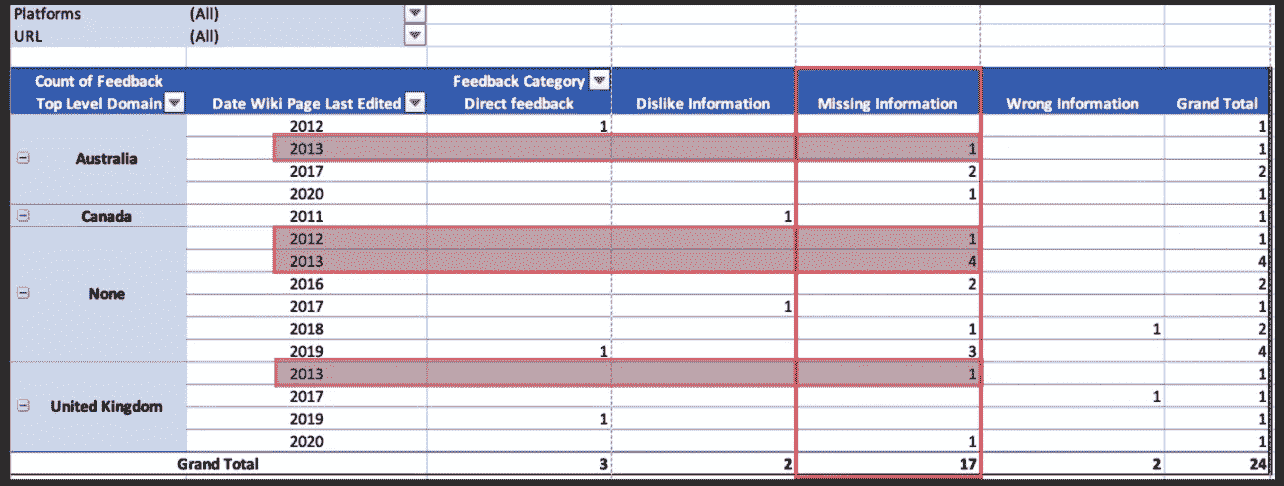 Platforms (All)
URL (All)
Count of Feedback Feedback Category
Top Level Domain Date Wiki Page Last Edited Direct feedback Dislike Information Missing Information Wrong Information Grand Total
2012 1 1
2013 1 1
Australia
2017 2 2
2020 1 1
Canada 2011 1 1
2012 1 1
2013 4 4
2016 2 2
None
2017 1 1
2018 1 1 2
2019 1 3 4
2013 1 1
2017 1 1
United Kingdom
2019 1 1
2020 1 1
Grand Total 3 2 17 2 24